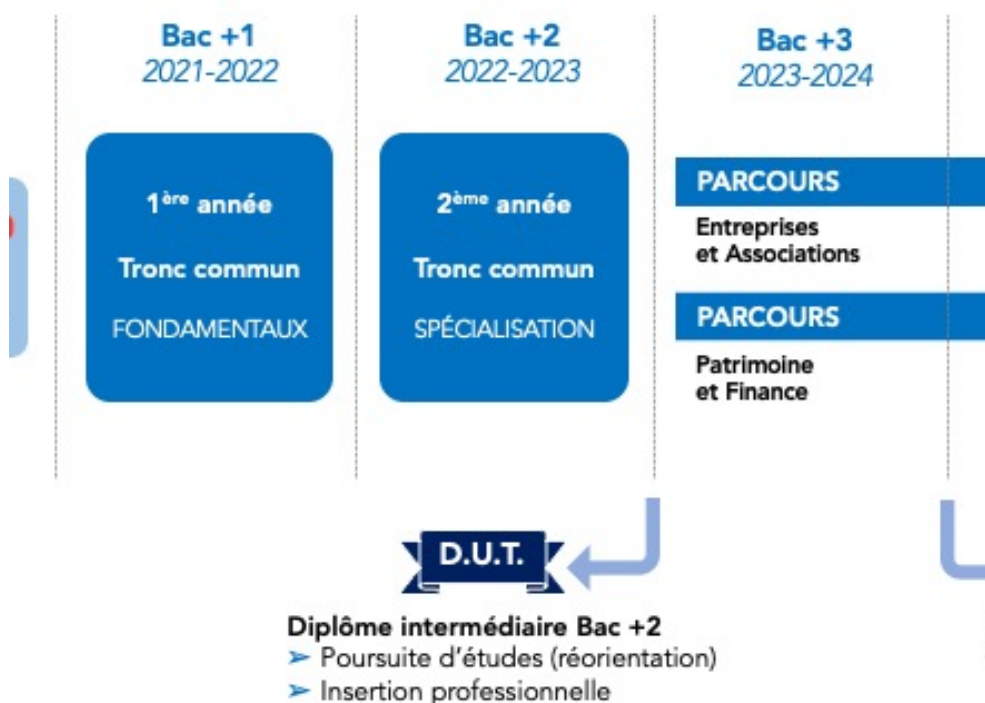 Bac +1
2021-2022
Bac +2
2022-2023
Bac +3
2023-2024
1ère année
Tronc commun
FONDAMENTAUX
2ème année
Tronc commun
SPÉCIALISATION
PARCOURS
Entreprises
et Associations
PARCOURS
Patrimoine
et Finance
D.U.T.
Diplôme intermédiaire Bac +2
➢ Poursuite d'études (réorientation)
➢ Insertion professionnelle